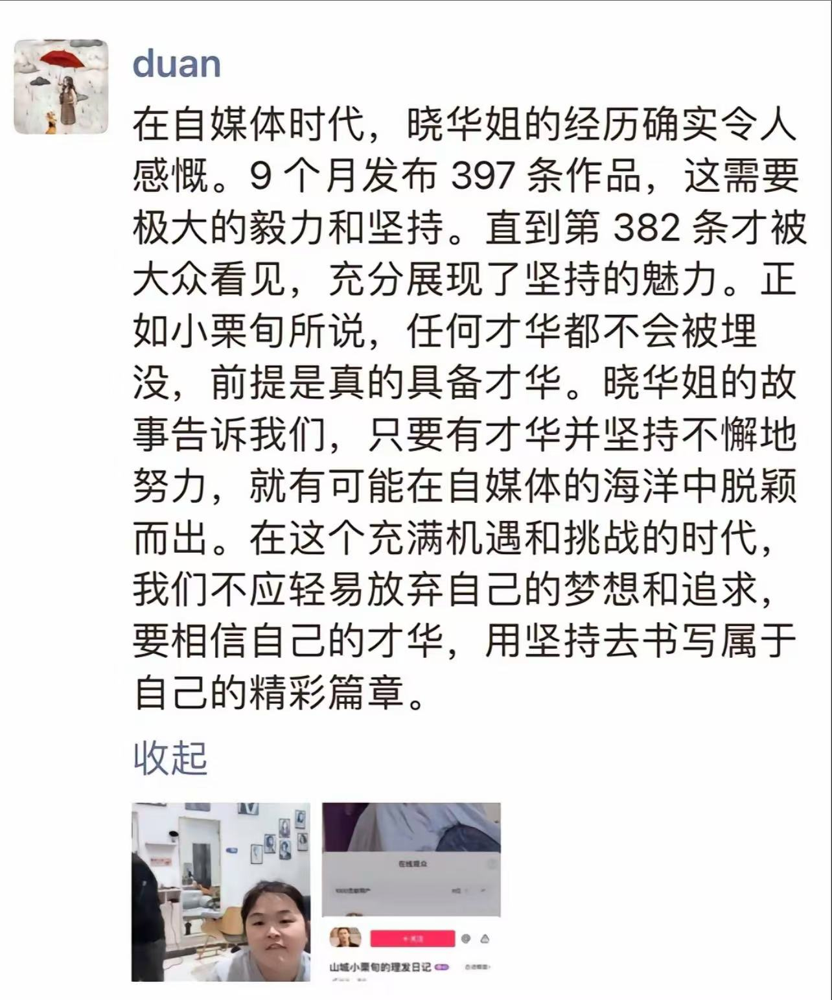 duan
在自媒体时代，晓华姐的经历确实令人
感慨。9 个月发布 397 条作品，这需要
极大的毅力和坚持。直到第 382 条才被
大众看见，充分展现了坚持的魅力。正
如小栗旬所说，任何才华都不会被埋
没，前提是真的具备才华。晓华姐的故
事告诉我们，只要有才华并坚持不懈地
努力，就有可能在自媒体的海洋中脱颖
而出。在这个充满机遇和挑战的时代，
我们不应轻易放弃自己的梦想和追求，
要相信自己的才华，用坚持去书写属于
自己的精彩篇章。
收起
在线观众
+关注
山城小栗旬的理发日记